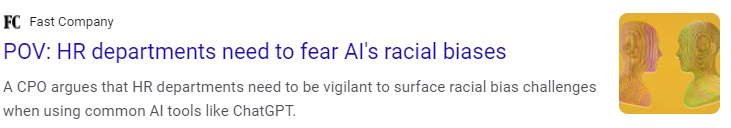 FC Fast Company
POV: HR departments need to fear AI's racial biases
A CPO argues that HR departments need to be vigilant to surface racial bias challenges
when using common AI tools like ChatGPT.